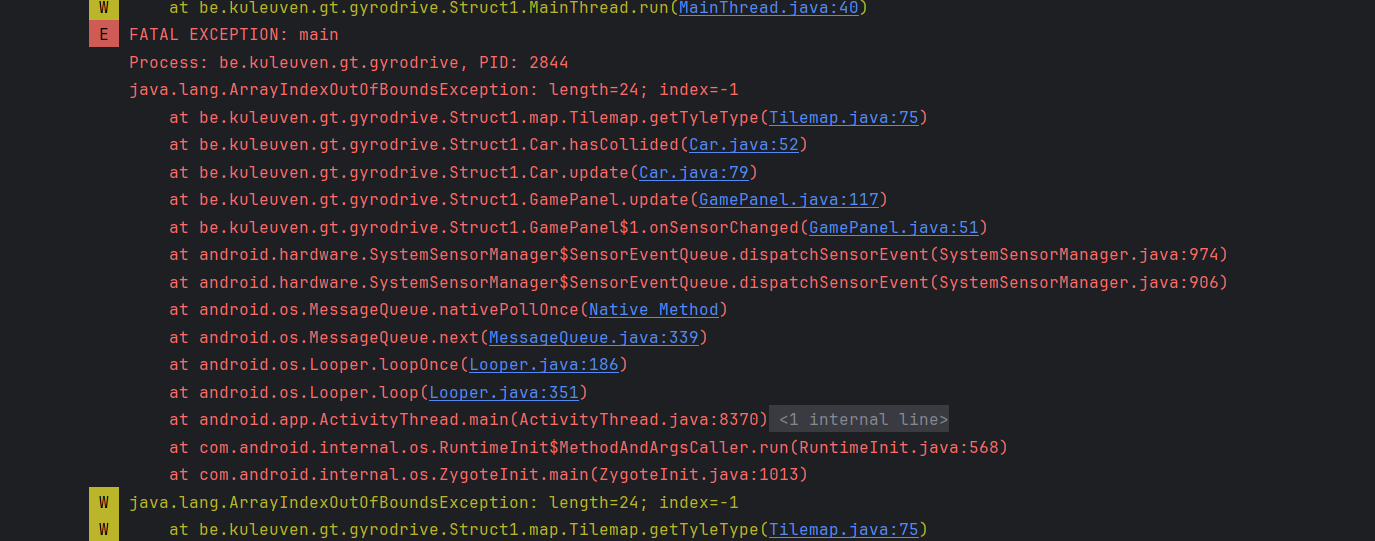 W at be.kuleuven.gt.gyrodrive.Struct1.MainThread.run(MainThread.java:40)
E FATAL EXCEPTION: main
Process: be.kuleuven.gt.gyrodrive, PID: 2844
java.lang.ArrayIndexOutOfBoundsException: length=24; index=-1
at be.kuleuven.gt.gyrodrive.Struct1.map.Tilemap.getTyleType(Tilemap.java:75)
at be.kuleuven.gt.gyrodrive.Struct1.Car.hasCollided(Car.java:52)
at be.kuleuven.gt.gyrodrive.Struct1.Car.update(Car.java:79)
at be.kuleuven.gt.gyrodrive.Struct1.GamePanel.update(GamePanel.java:117)
at be.kuleuven.gt.gyrodrive.Struct1.GamePanel$1.onSensorChanged(GamePanel.java:51)
at android.hardware.SystemSensorManager$SensorEventQueue.dispatchSensorEvent(SystemSensorManager.java:974)
at android.hardware.SystemSensorManager$SensorEventQueue.dispatchSensorEvent(SystemSensorManager.java:906)
at android.os.MessageQueue.nativePollOnce(Native Method)
at android.os.MessageQueue.next(MessageQueue.java:339)
at android.os.Looper.loopOnce(Looper.java:186)
at android.os.Looper.loop(Looper.java:351)
at android.app.ActivityThread.main(ActivityThread.java:8370) <1 internal line>
at com.android.internal.os.RuntimeInit$MethodAndArgsCaller.run(RuntimeInit.java:568)
at com.android.internal.os.ZygoteInit.main(ZygoteInit.java:1013)
W java.lang.ArrayIndexOutOfBoundsException: length=24; index=-1
W at be.kuleuven.gt.gyrodrive.Struct1.map.Tilemap.getTyleType(Tilemap.java:75)